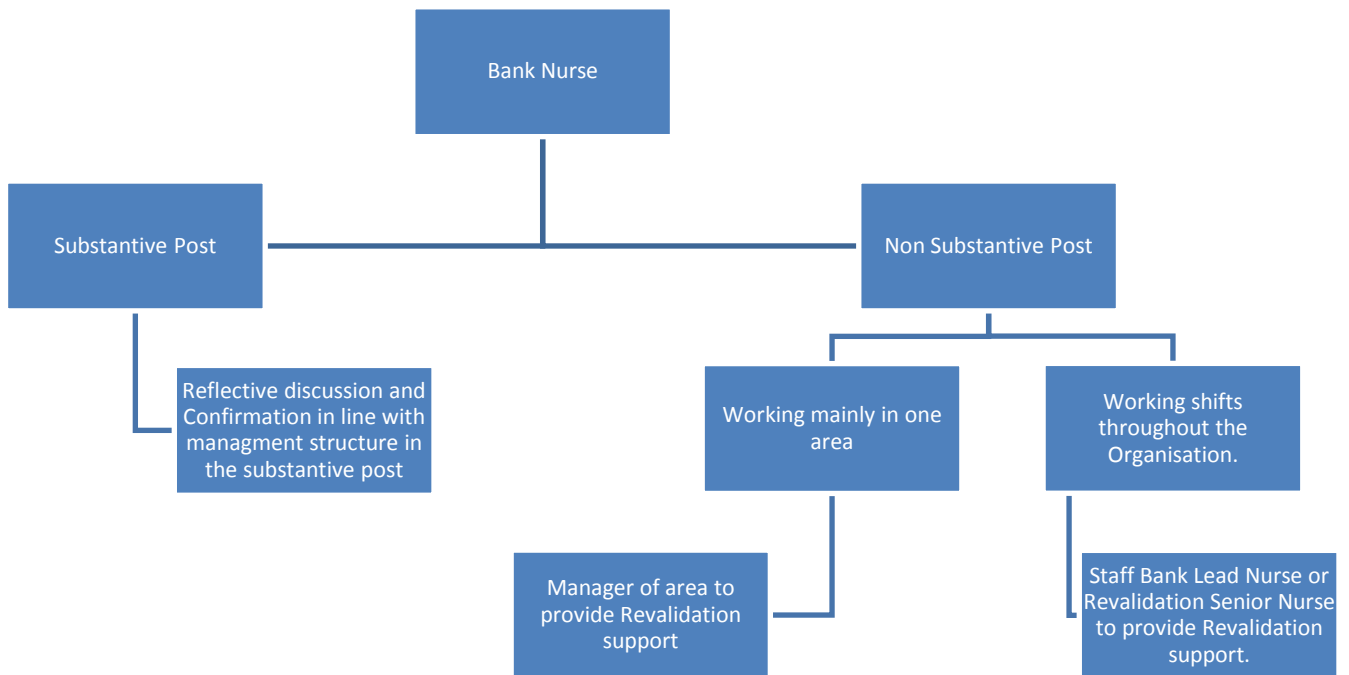 Bank Nurse
Substantive Post
Non Substantive Post
Reflective discussion and
Confirmation in line with
managment structure in
the substantive post
Working mainly in one
area
Working shifts
throughout the
Organisation.
Manager of area to
provide Revalidation
support
Staff Bank Lead Nurse or
Revalidation Senior Nurse
to provide Revalidation
support.